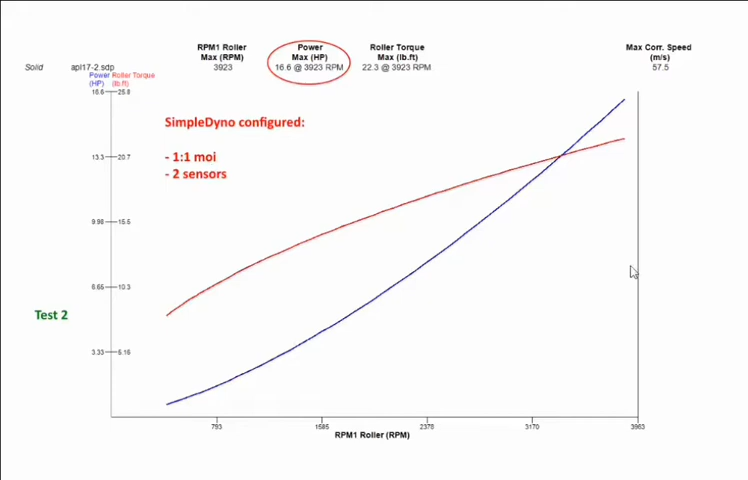 RPM1 Roller Power Roller Torque Max Corr. Speed
Max (RPM) Max (HP) Max (lb.ft) (m/s)
Solid apl17-2.sdp 3923 16.6 @ 3923 RPM 22.3 @ 3923 RPM 57.5
Power Roller Torque
(HP) (lb.ft)
16.6 25.8
SimpleDyno configured:
13.3 20.7
- 1:1 moi
- 2 sensors
9.98 15.5
6.65 10.3
Test 2
3.33 5.16
793 1585 2378 3170 3963
RPM1 Roller (RPM)